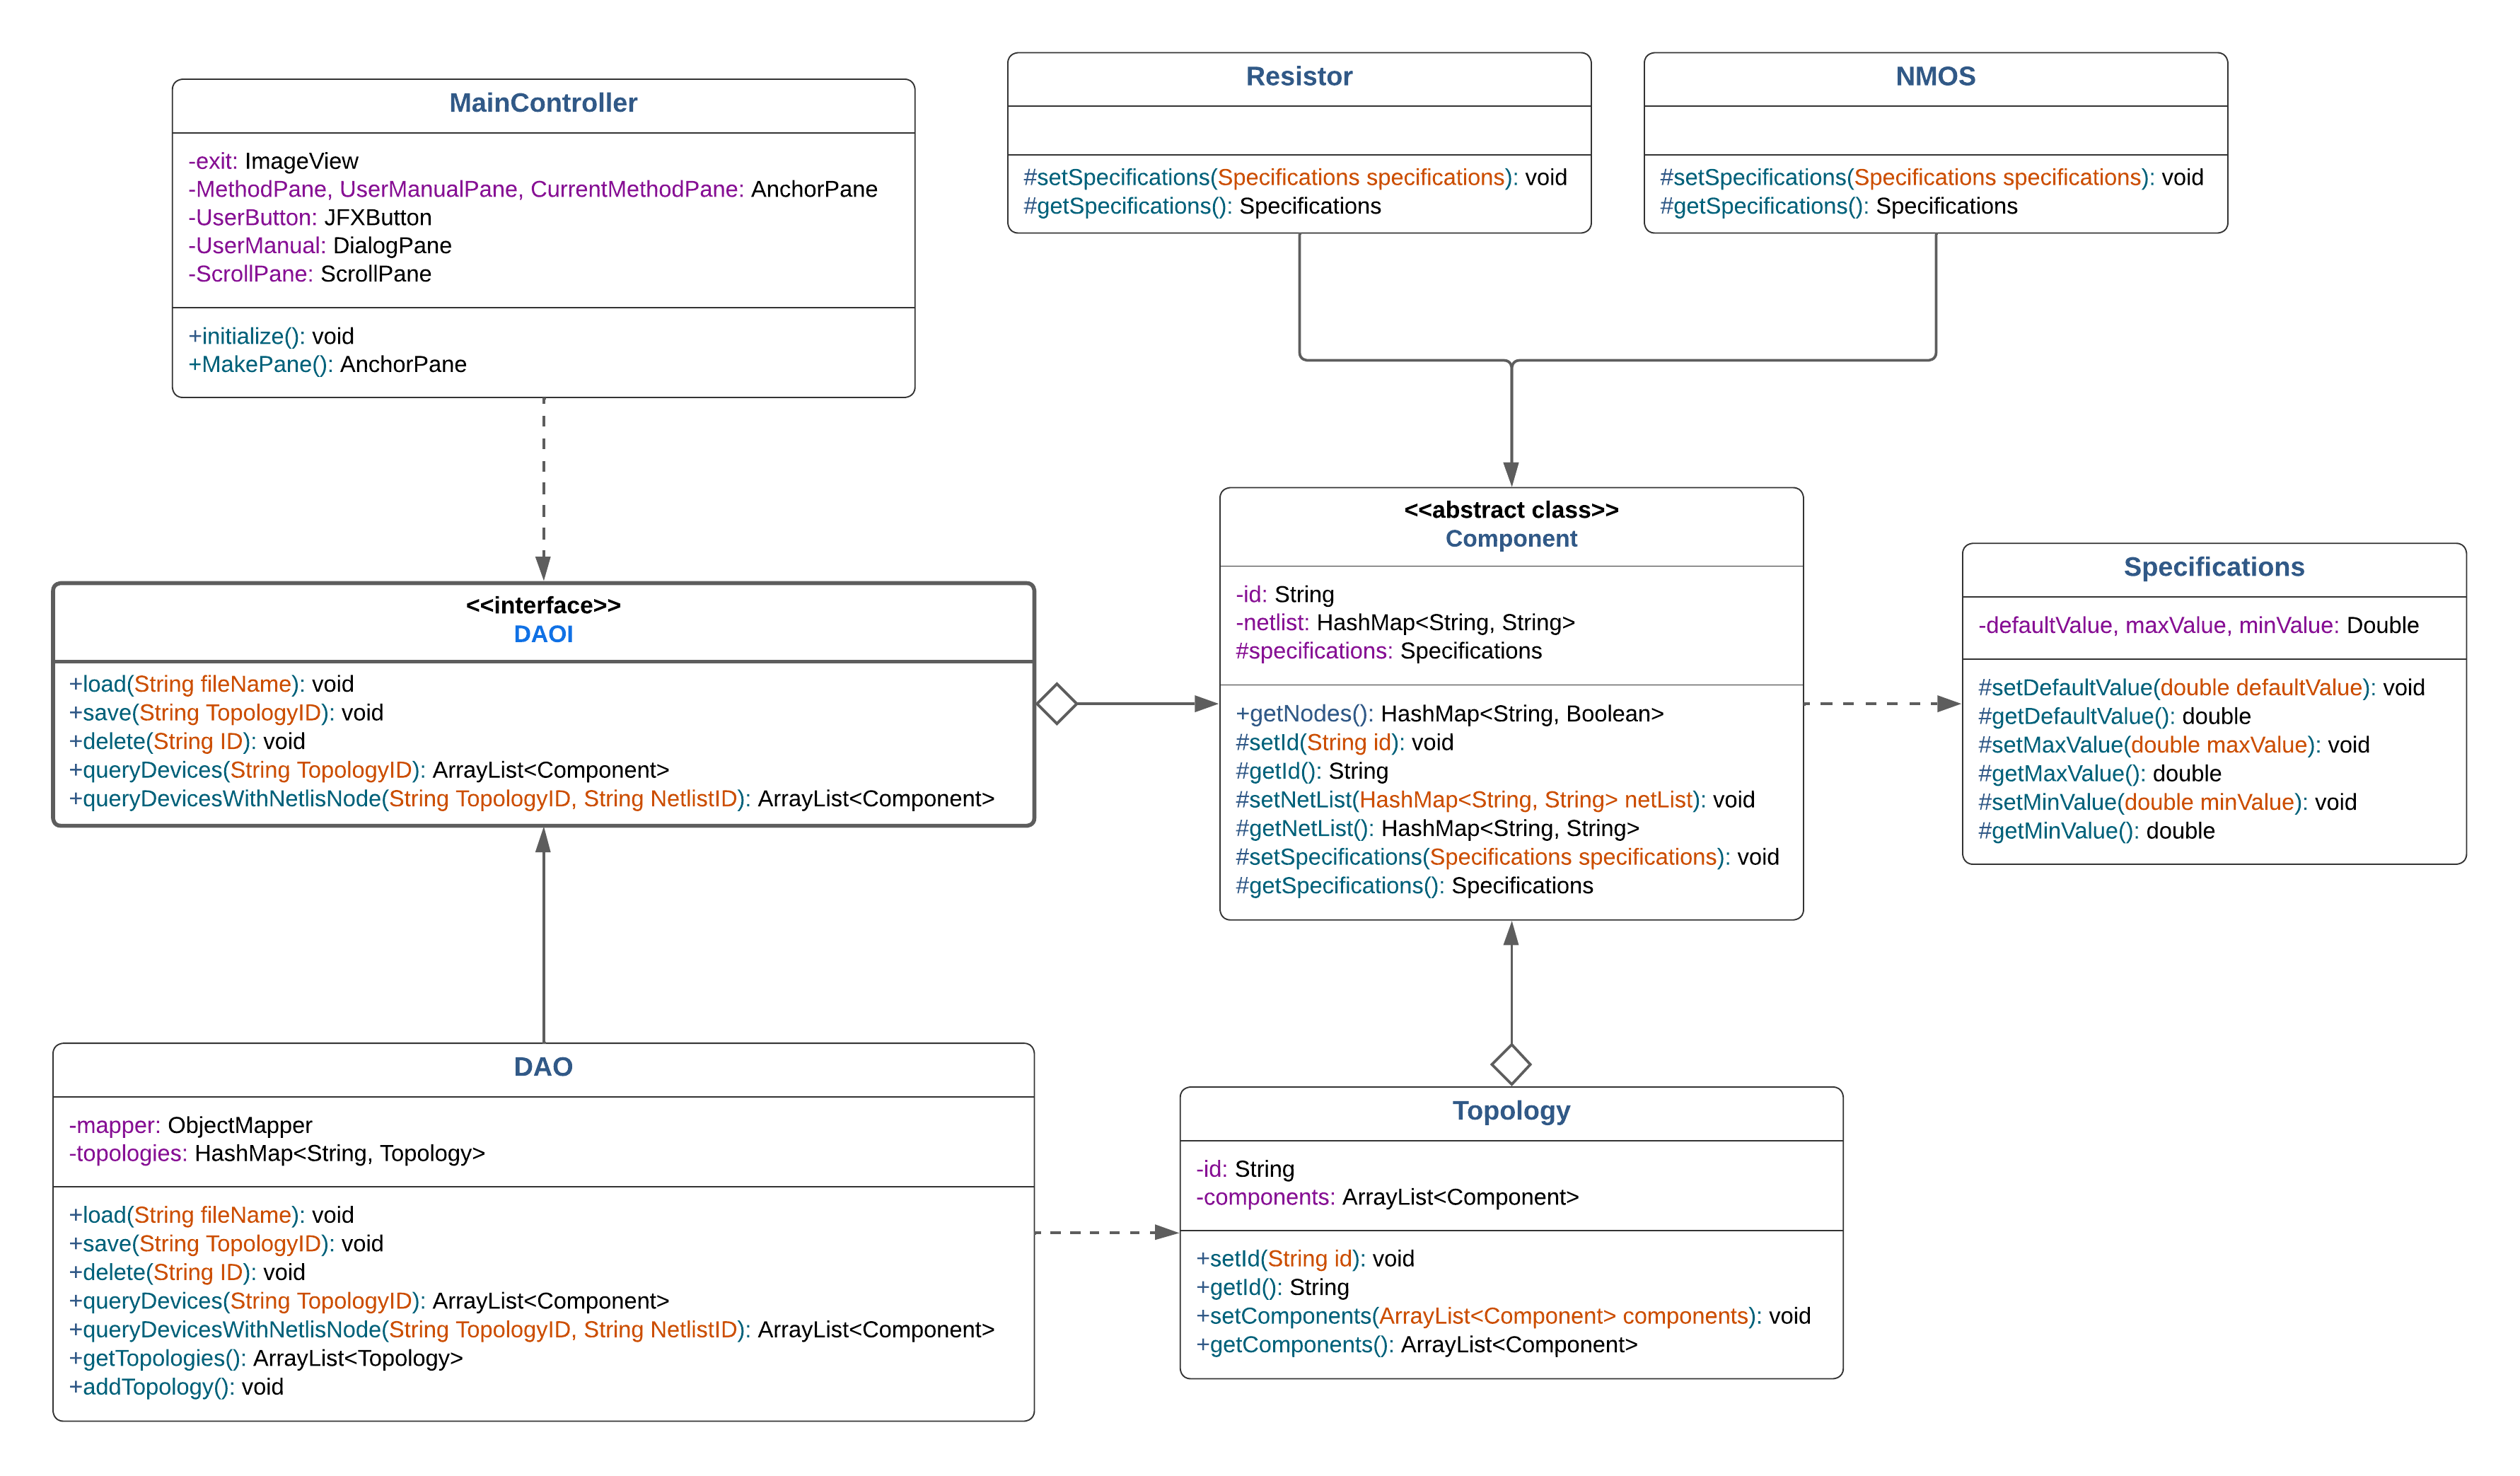 MainController
-exit: ImageView
-MethodPane, UserManualPane, CurrentMethodPane: AnchorPane
-UserButton: JFXButton
-UserManual: DialogPane
-ScrollPane: ScrollPane
+initialize(): void
+MakePane(): AnchorPane
Resistor
#setSpecifications(Specifications specifications): void
#getSpecifications(): Specifications
NMOS
#setSpecifications(Specifications specifications): void
#getSpecifications(): Specifications
<<interface>>
DAOI
+load(String fileName): void
+save(String TopologyID): void
+delete(String ID): void
+queryDevices(String TopologyID): ArrayList<Component>
+queryDevicesWithNetlisNode(String TopologyID, String NetlistID): ArrayList<Component>
<<abstract class>>
Component
-id: String
-netlist: HashMap<String, String>
#specifications: Specifications
+getNodes(): HashMap<String, Boolean>
#setId(String id): void
#getId(): String
#setNetList(HashMap<String, String> netList): void
#getNetList(): HashMap<String, String>
#setSpecifications(Specifications specifications): void
#getSpecifications(): Specifications
Specifications
-defaultValue, maxValue, minValue: Double
#setDefaultValue(double defaultValue): void
#getDefaultValue(): double
#setMaxValue(double maxValue): void
#getMaxValue(): double
#setMinValue(double minValue): void
#getMinValue(): double
DAO
-mapper: ObjectMapper
-topologies: HashMap<String, Topology>
+load(String fileName): void
+save(String TopologyID): void
+delete(String ID): void
+queryDevices(String TopologyID): ArrayList<Component>
+queryDevicesWithNetlisNode(String TopologyID, String NetlistID): ArrayList<Component>
+getTopologies(): ArrayList<Topology>
+addTopology(): void
Topology
-id: String
-components: ArrayList<Component>
+setId(String id): void
+getId(): String
+setComponents(ArrayList<Component> components): void
+getComponents(): ArrayList<Component>